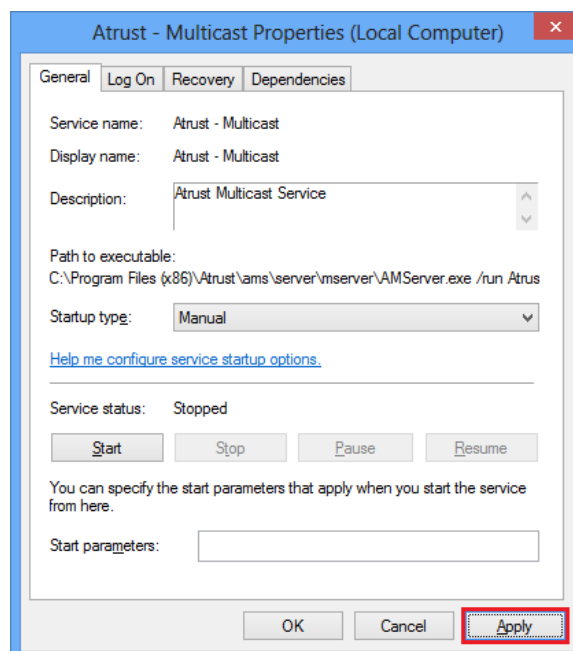 Atrust - Multicast Properties (Local Computer)
General Log On Recovery Dependencies
Service name: Atrust - Multicast
Display name: Atrust - Multicast
Description: Atrust Multicast Service
Path to executable:
C:\Program Files (x86)\Atrust\ams\server\mserver\AMServer.exe /run Atrus
Startup type: Manual
Help me configure service startup options.
Service status: Stopped
Start Stop Pause Resume
You can specify the start parameters that apply when you start the service
from here.
Start parameters:
OK Cancel Apply